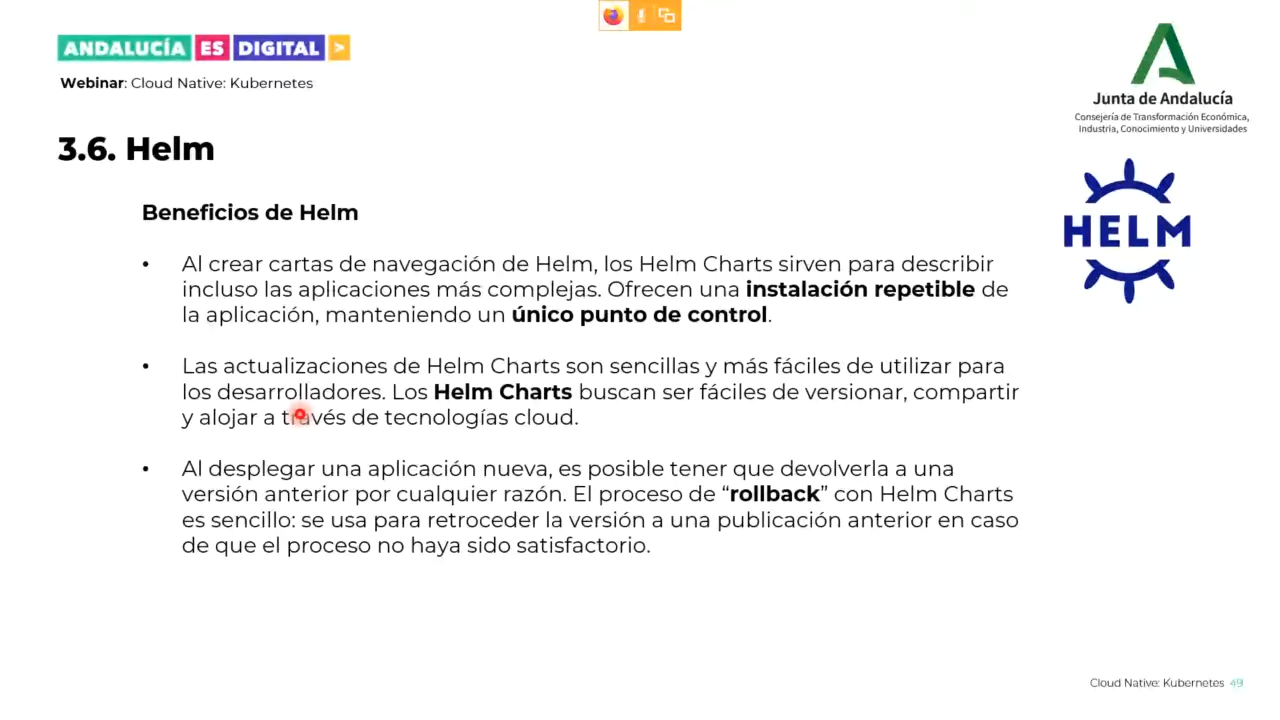 ANDALUCÍA ES DIGITAL >
Webinar: Cloud Native: Kubernetes
Junta de Andalucía
Consejería de Transformación Económica,
Industria, Conocimiento y Universidades
3.6. Helm
HELM
Beneficios de Helm
• Al crear cartas de navegación de Helm, los Helm Charts sirven para describir
incluso las aplicaciones más complejas. Ofrecen una instalación repetible de
la aplicación, manteniendo un único punto de control.
• Las actualizaciones de Helm Charts son sencillas y más fáciles de utilizar para
los desarrolladores. Los Helm Charts buscan ser fáciles de versionar, compartir
y alojar a través de tecnologías cloud.
• Al desplegar una aplicación nueva, es posible tener que devolverla a una
versión anterior por cualquier razón. El proceso de “rollback” con Helm Charts
es sencillo: se usa para retroceder la versión a una publicación anterior en caso
de que el proceso no haya sido satisfactorio.
Cloud Native: Kubernetes 49